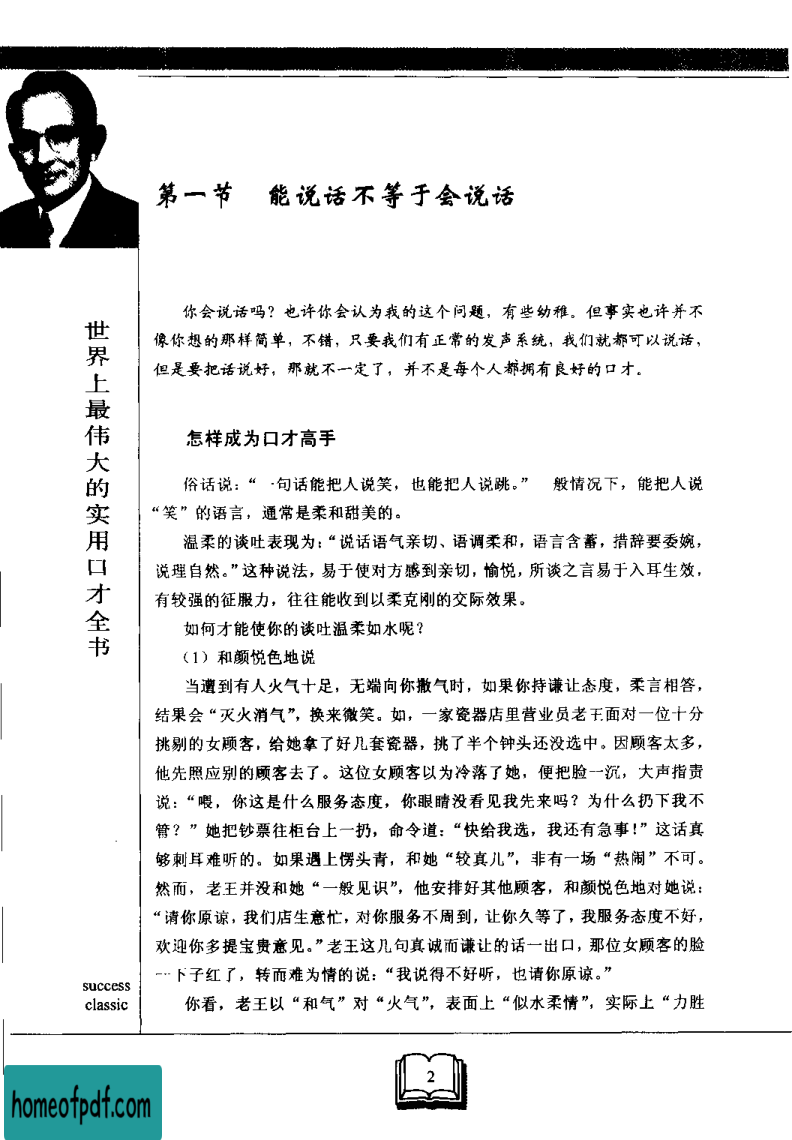 第一节　能说话不等于会说话
你会说话吗？也许你会认为我的这个问题，有些幼稚。但事实也许并不
像你想的那样简单，不错，只要我们有正常的发声系统，我们就都可以说话，
但是要把话说好，那就不一定了，并不是每个人都拥有良好的口才。
怎样成为口才高手
俗话说：“一句话能把人说笑，也能把人说跳。”一般情况下，能把人说
“笑”的语言，通常是柔和甜美的。
温柔的谈吐表现为：“说话语气亲切、语调柔和，语言含蓄，措辞要委婉，
说理自然。”这种说法，易于使对方感到亲切，愉悦，所谈之言易于入耳生效，
有较强的征服力，往往能收到以柔克刚的交际效果。
如何才能使你的谈吐温柔如水呢？
（1）和颜悦色地说
当遭到有人火气十足，无端向你撒气时，如果你持谦让态度，柔言相答，
结果会“灭火消气”，换来微笑。如，一家瓷器店里营业员老王面对一位十分
挑剔的女顾客，给她拿了好几套瓷器，挑了半个钟头还没选中。因顾客太多，
他先照应别的顾客去了。这位女顾客以为冷落了她，便把脸一沉，大声指责
说：“喂，你这是什么服务态度，你眼睛没看见我先来吗？为什么扔下我不
管？”她把钞票往柜台上一扔，命令道：“快给我选，我还有急事！”这话真
够刺耳难听的。如果遇上愣头青，和她“较真儿”，非有一场“热闹”不可。
然而，老王并没和她“一般见识”，他安排好其他顾客，和颜悦色地对她说：
“请你原谅，我们店生意忙，对你服务不周到，让你久等了，我服务态度不好，
欢迎你多提宝贵意见。”老王这几句真诚而谦让的话一出口，那位女顾客的脸
一下子红了，转而难为情的说：“我说得不好听，也请你原谅。”
你看，老王以“和气”对“火气”，表面上“似水柔情”，实际上“力胜
世界上最伟大的实用口才全书
success
classic
2
homeofpdf.com